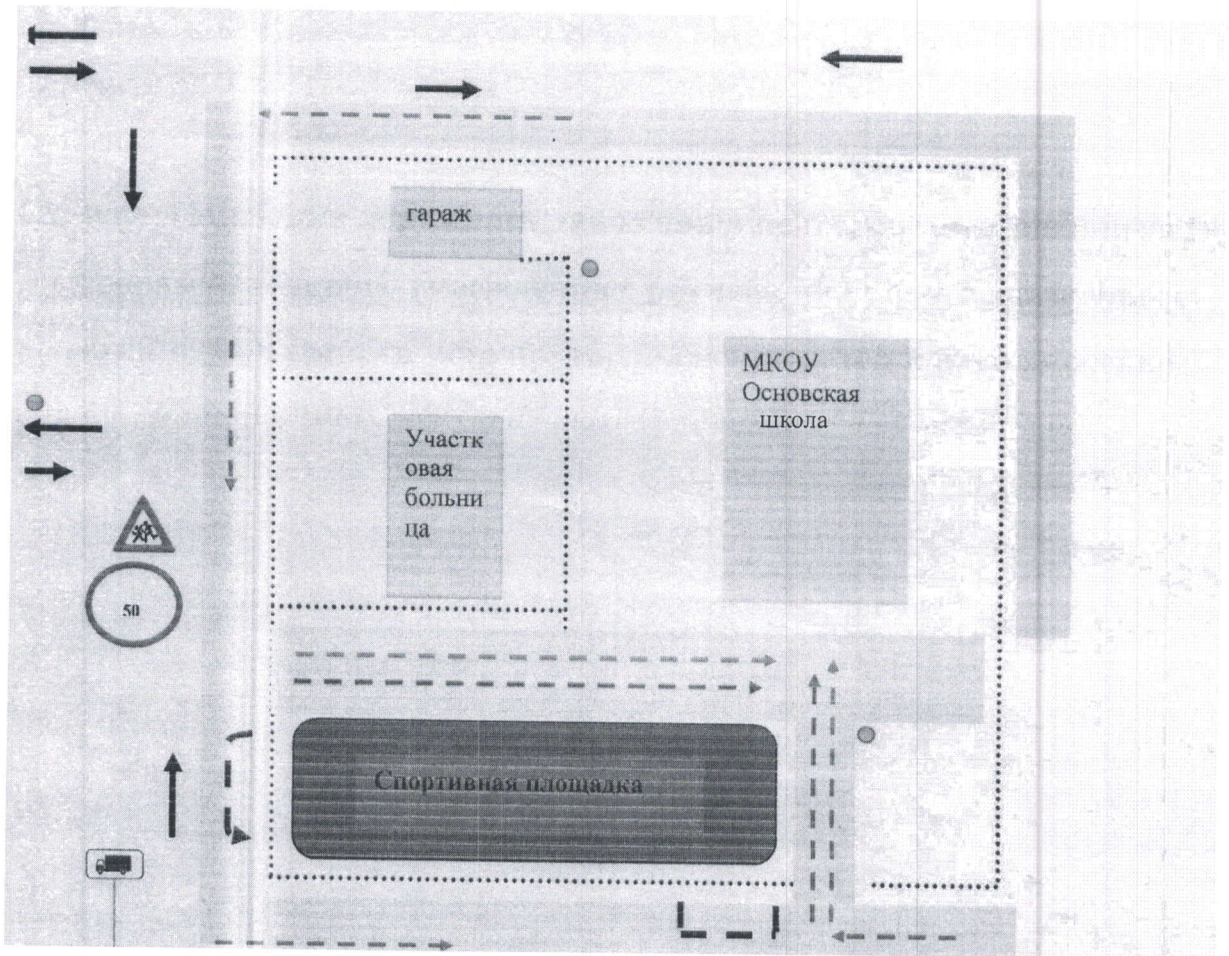 гараж
МКОУ
Основская
школа
Участк
овая
больни
ца
50
Спортивная площадка